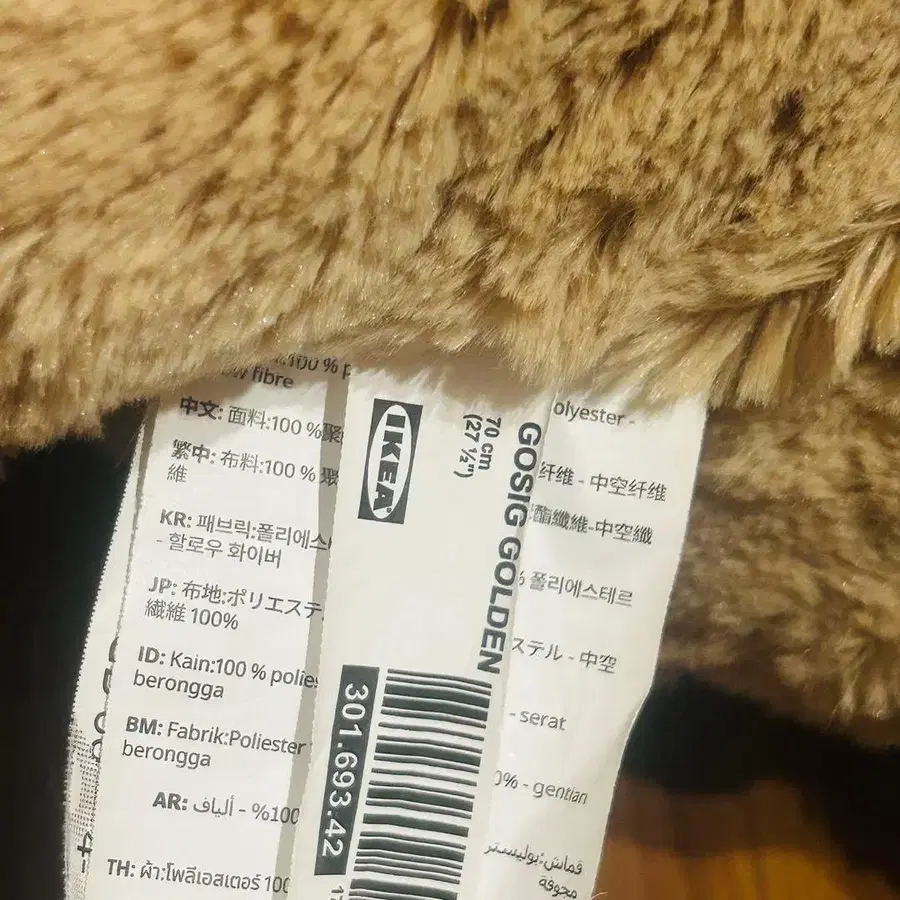 100 %
fibre
中文: 面料:100 %聚
繁中: 布料:100 % 聚
維
KR: 패브릭:폴리에스
- 할로우 화이버
JP: 布地:ポリエステ
繊維 100%
ID: Kain:100 % polies
berongga
BM: Fabrik:Poliester
berongga
AR: ألياف - %100
TH: ผ้า:โพลีเอสเตอร์ 100
IKEA
70 cm
(27 ½")
GOSIG GOLDEN
301.693.42
olyester -
纤维 - 中空纤维
酯纖維-中空纖
% 폴리에스테르
ステル - 中空
- serat
0% - gentian
قماش:بوليستر
مجوفة